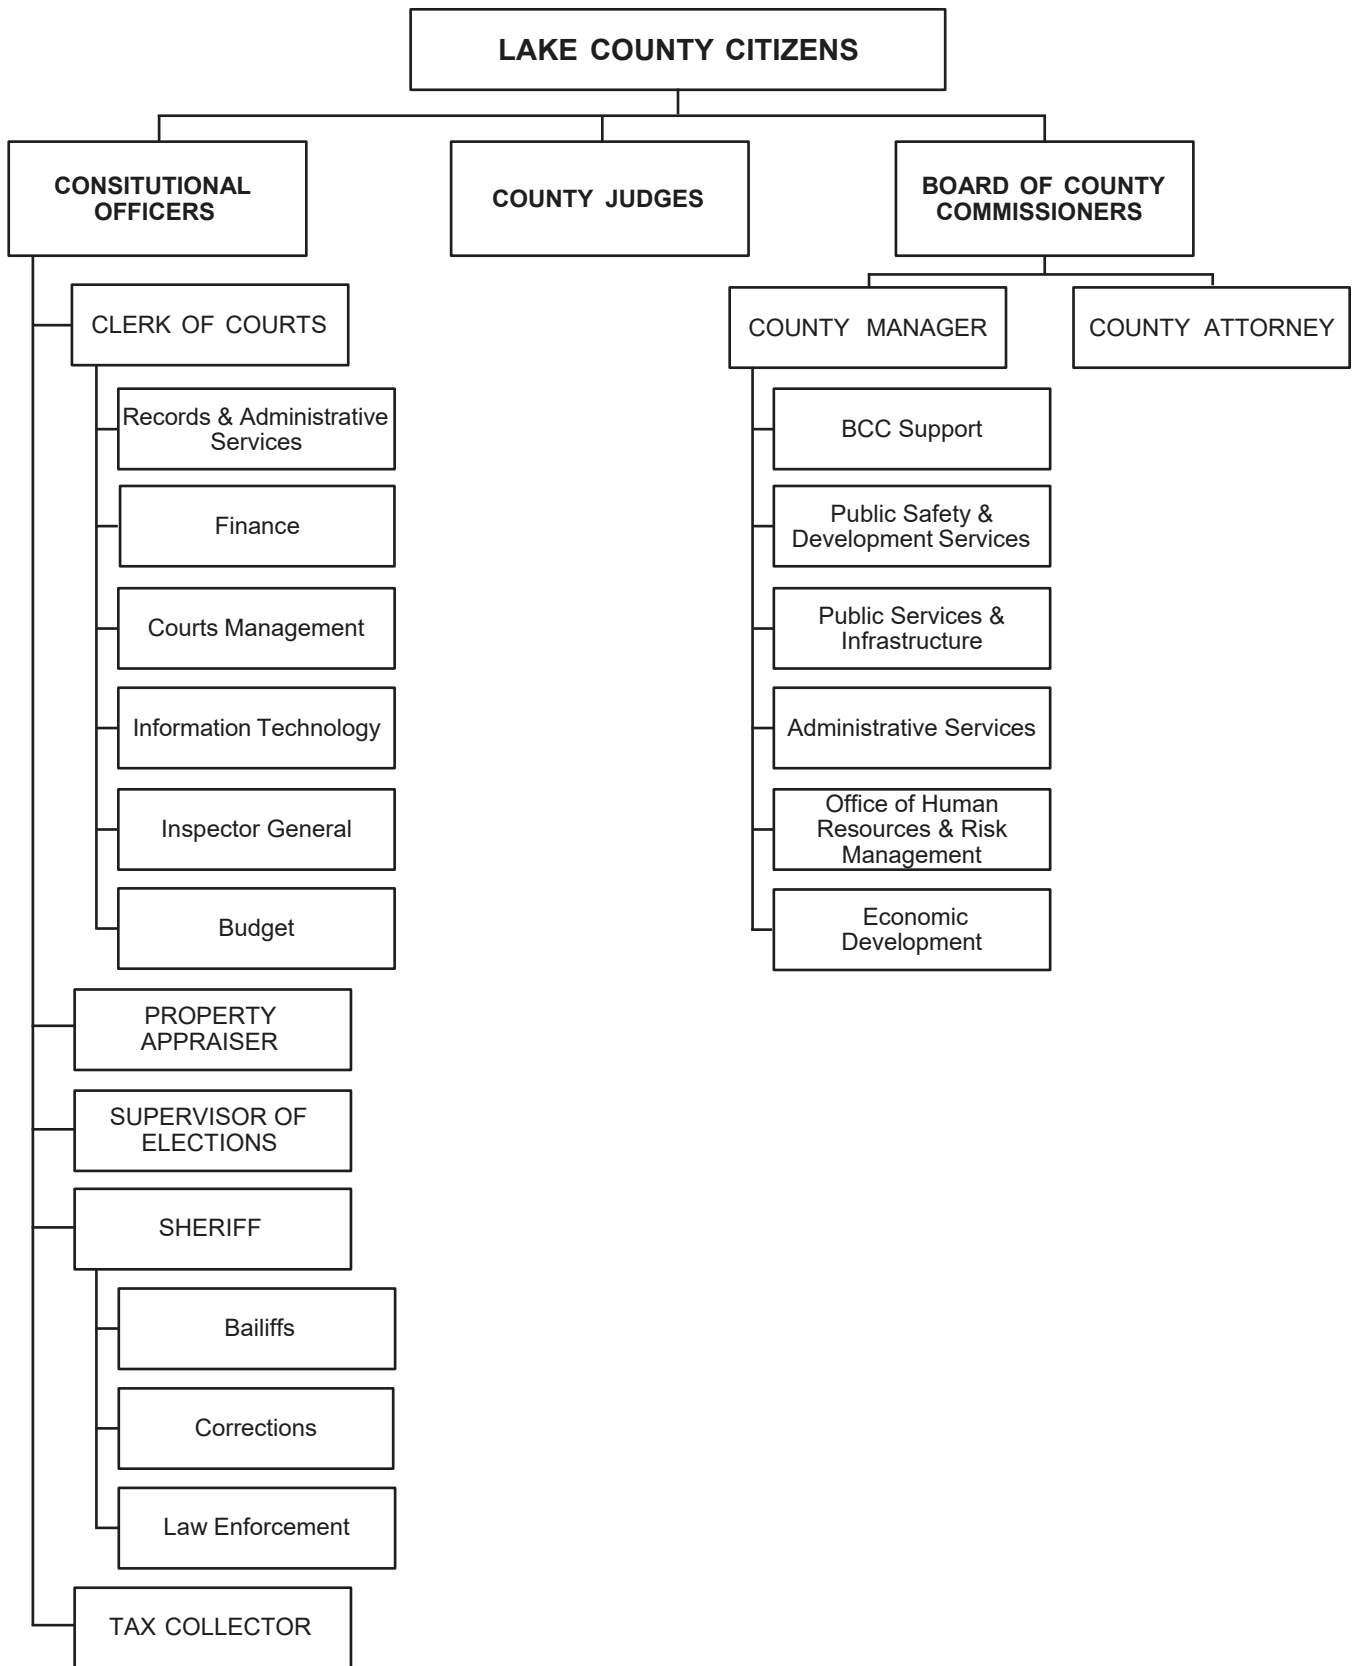 LAKE COUNTY CITIZENS
CONSITUTIONAL
OFFICERS
COUNTY JUDGES
BOARD OF COUNTY
COMMISSIONERS
CLERK OF COURTS
Records & Administrative
Services
Finance
Courts Management
Information Technology
Inspector General
Budget
PROPERTY
APPRAISER
SUPERVISOR OF
ELECTIONS
SHERIFF
Bailiffs
Corrections
Law Enforcement
TAX COLLECTOR
COUNTY MANAGER
BCC Support
Public Safety &
Development Services
Public Services &
Infrastructure
Administrative Services
Office of Human
Resources & Risk
Management
Economic
Development
COUNTY ATTORNEY